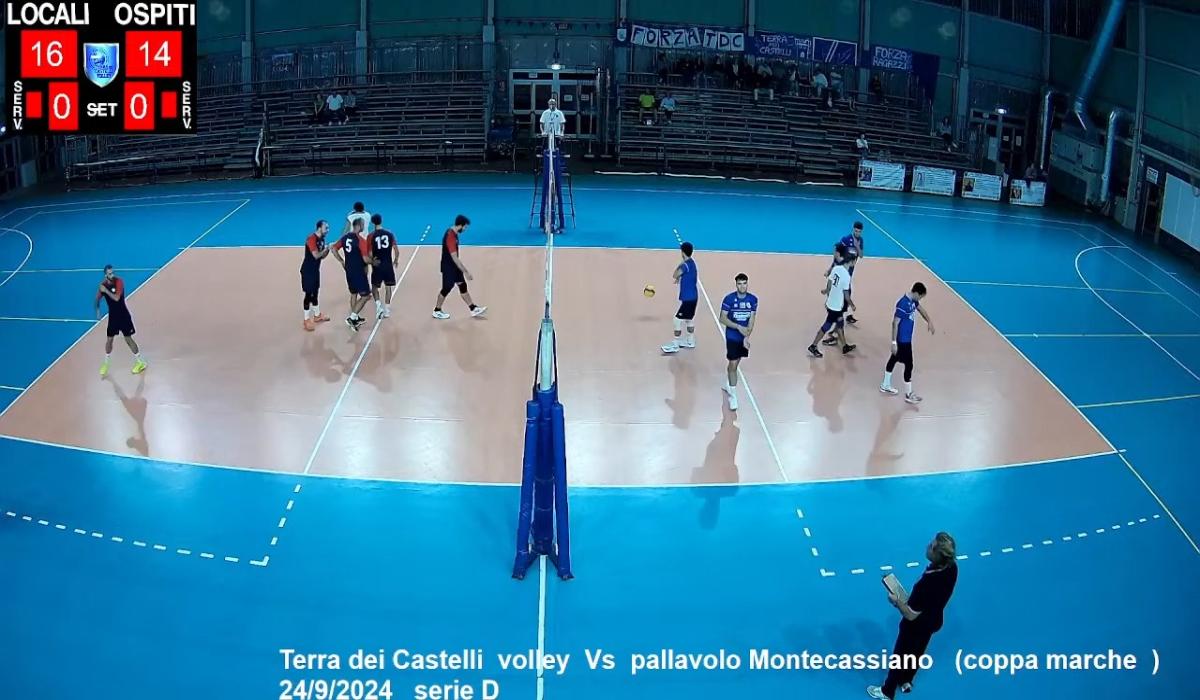 LOCALI OSPITI
16 14
SERV. 0 SET 0 SERV.
FORZA TDC
TERRA
CASTELLI
FORZA
RAGAZZI
5
13
Terra dei Castelli volley Vs pallavolo Montecassiano (coppa marche )
24/9/2024 serie D